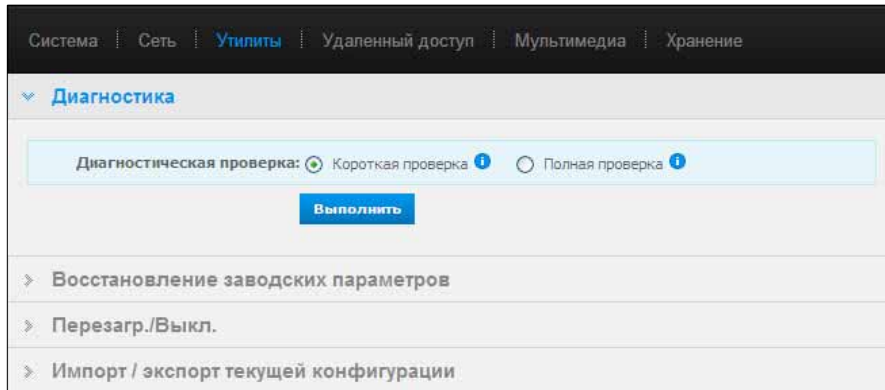 Система Сеть Утилиты Удаленный доступ Мультимедиа Хранение
Диагностика
Диагностическая проверка: Короткая проверка Полная проверка
Выполнить
Восстановление заводских параметров
Перезагр./Выкл.
Импорт / экспорт текущей конфигурации